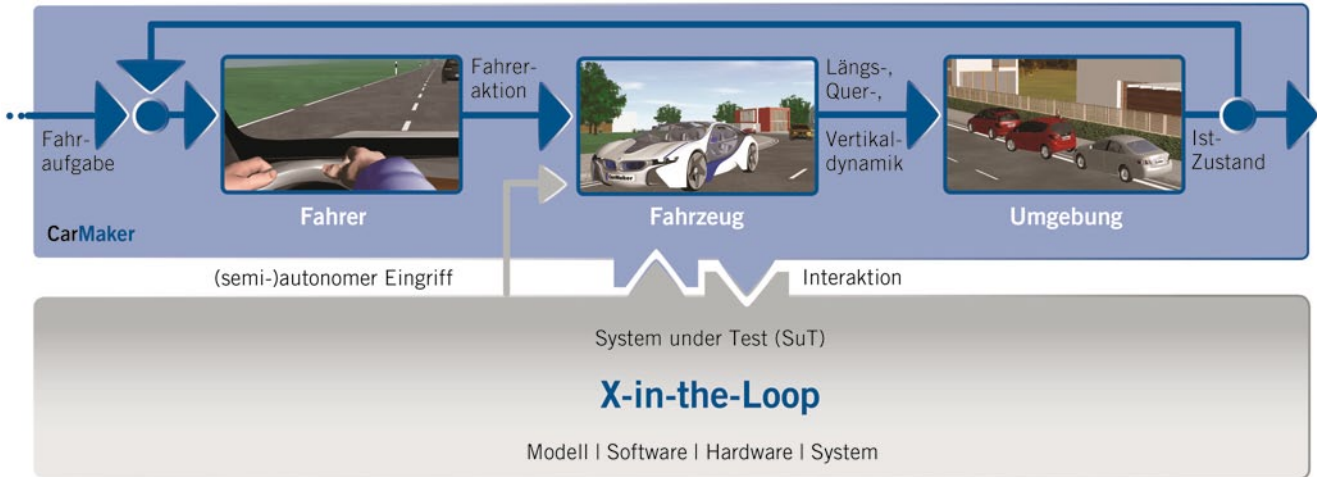 Fahr-
aufgabe
Fahrer-
aktion
Längs-,
Quer-,
Vertikal-
dynamik
Ist-
Zustand
CarMaker
Fahrer
Fahrzeug
Umgebung
CarMaker
(semi-)autonomer Eingriff
Interaktion
System under Test (SuT)
X-in-the-Loop
Modell | Software | Hardware | System